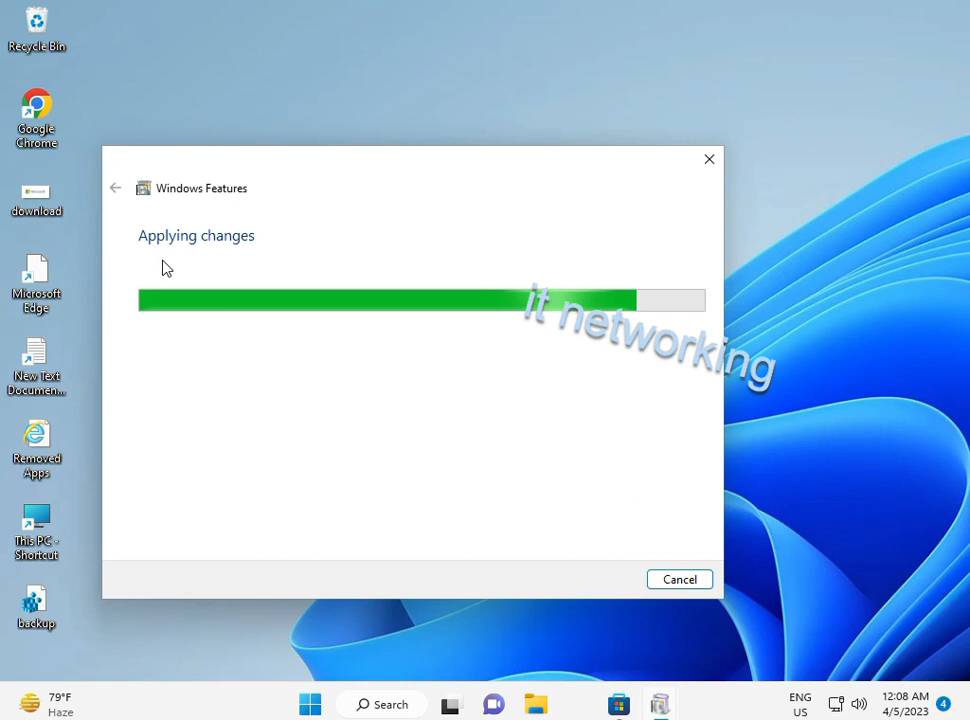 Recycle Bin
Google
Chrome
download
Microsoft
Edge
New Text
Documen...
Removed
Apps
This PC -
Shortcut
backup
Windows Features
Applying changes
it networking
Cancel
79°F
Haze
Search
ENG
US
12:08 AM
4/5/2023
4